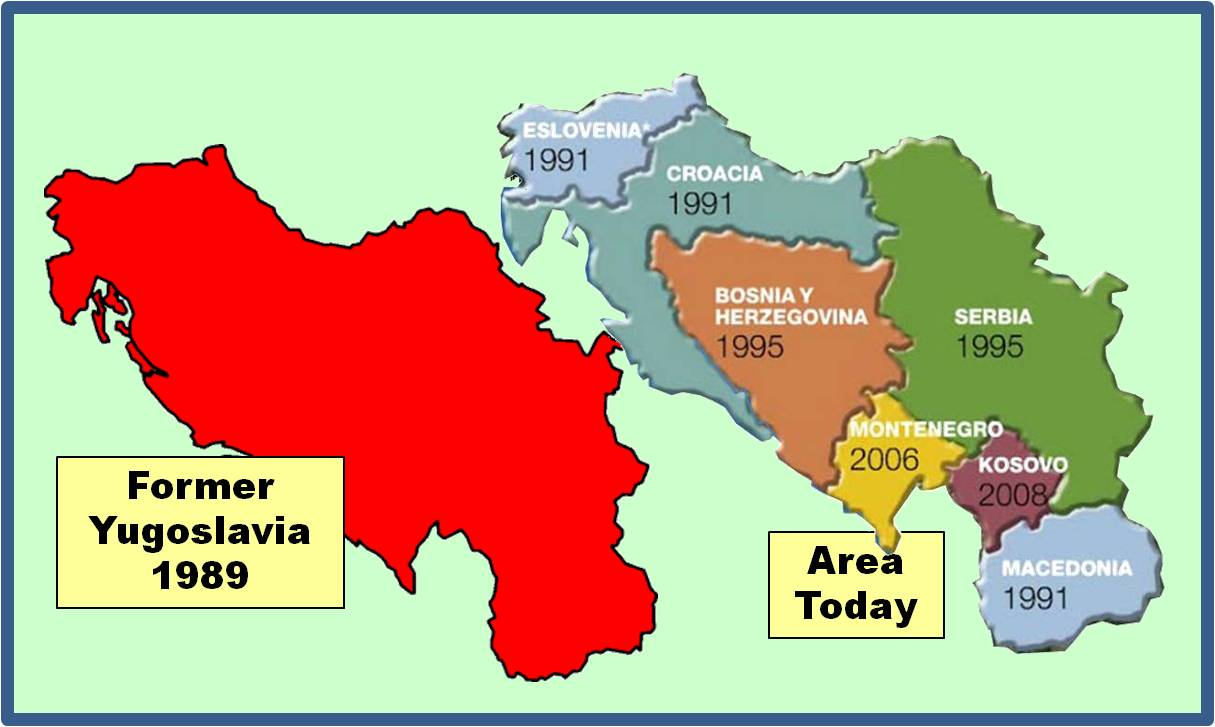 ESLOVENIA*
1991
CROACIA
1991
BOSNIA Y
HERZEGOVINA
1995
SERBIA
1995
MONTENEGRO
2006
KOSOVO
2008
MACEDONIA
1991
Former
Yugoslavia
1989
Area
Today